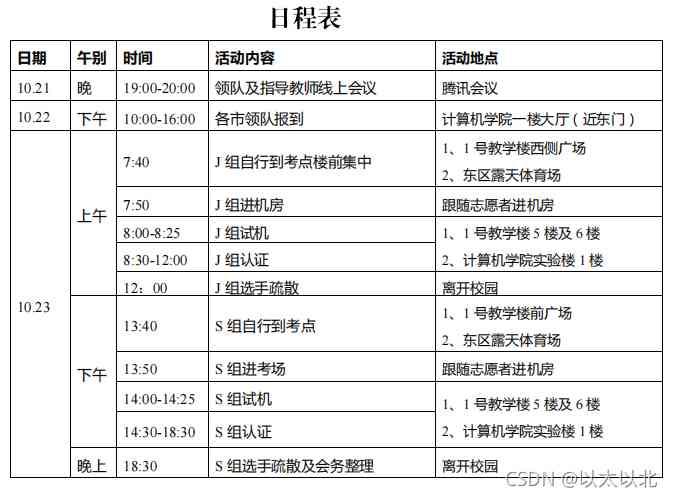 日程表
日期 午别 时间 活动内容 活动地点
10.21 晚 19:00-20:00 领队及指导教师线上会议 腾讯会议
10.22 下午 10:00-16:00 各市领队报到 计算机学院一楼大厅（近东门）
10.23 上午 7:40 J 组自行到考点楼前集中 1、1 号教学楼西侧广场
2、东区露天体育场
7:50 J 组进机房 跟随志愿者进机房
8:00-8:25 J 组试机 1、1 号教学楼 5 楼及 6 楼
8:30-12:00 J 组认证 2、计算机学院实验楼 1 楼
12：00 J 组选手疏散 离开校园
下午 13:40 S 组自行到考点 1、1 号教学楼前广场
2、东区露天体育场
13:50 S 组进考场 跟随志愿者进机房
14:00-14:25 S 组试机 1、1 号教学楼 5 楼及 6 楼
14:30-18:30 S 组认证 2、计算机学院实验楼 1 楼
晚上 18:30 S 组选手疏散及会务整理 离开校园
CSDN @以太以北